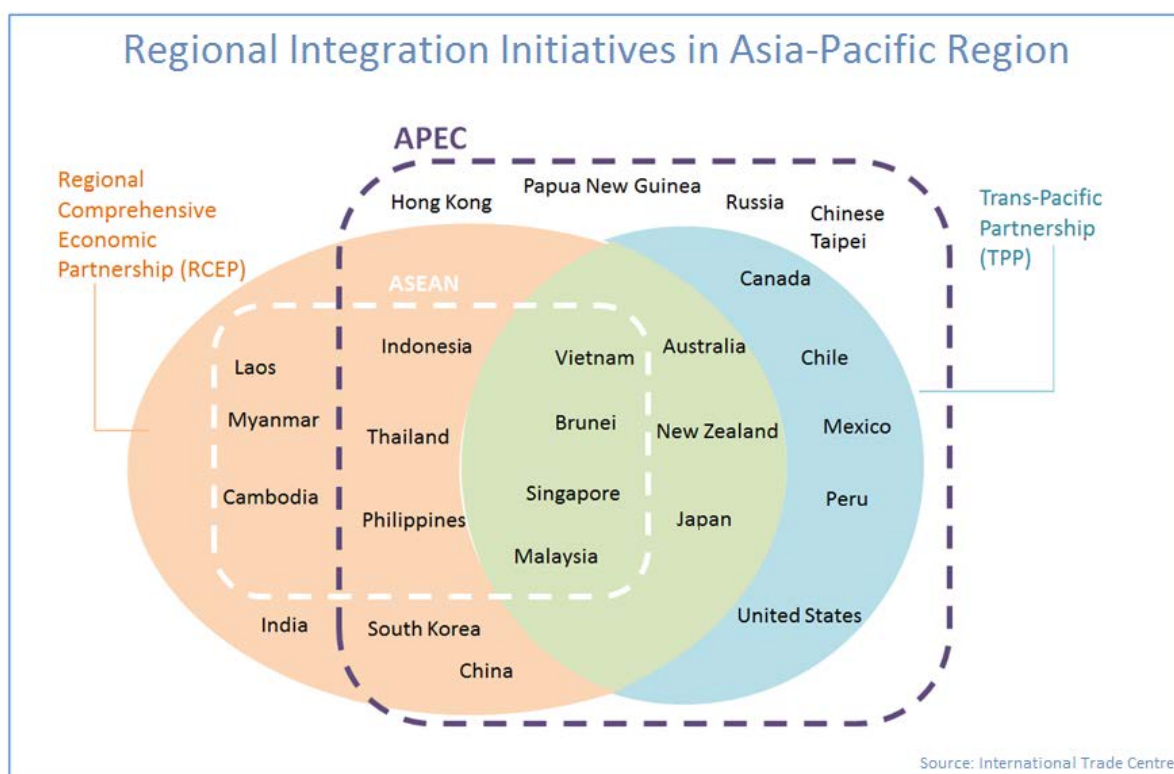 Regional Integration Initiatives in Asia-Pacific Region
APEC
Regional
Comprehensive
Economic
Partnership (RCEP)
Hong Kong
Papua New Guinea
Russia
Chinese
Taipei
Trans-Pacific
Partnership
(TPP)
ASEAN
Canada
Indonesia
Vietnam
Australia
Chile
Laos
Myanmar
Thailand
Brunei
New Zealand
Mexico
Cambodia
Philippines
Singapore
Japan
Peru
Malaysia
India
South Korea
United States
China
Source: International Trade Centre